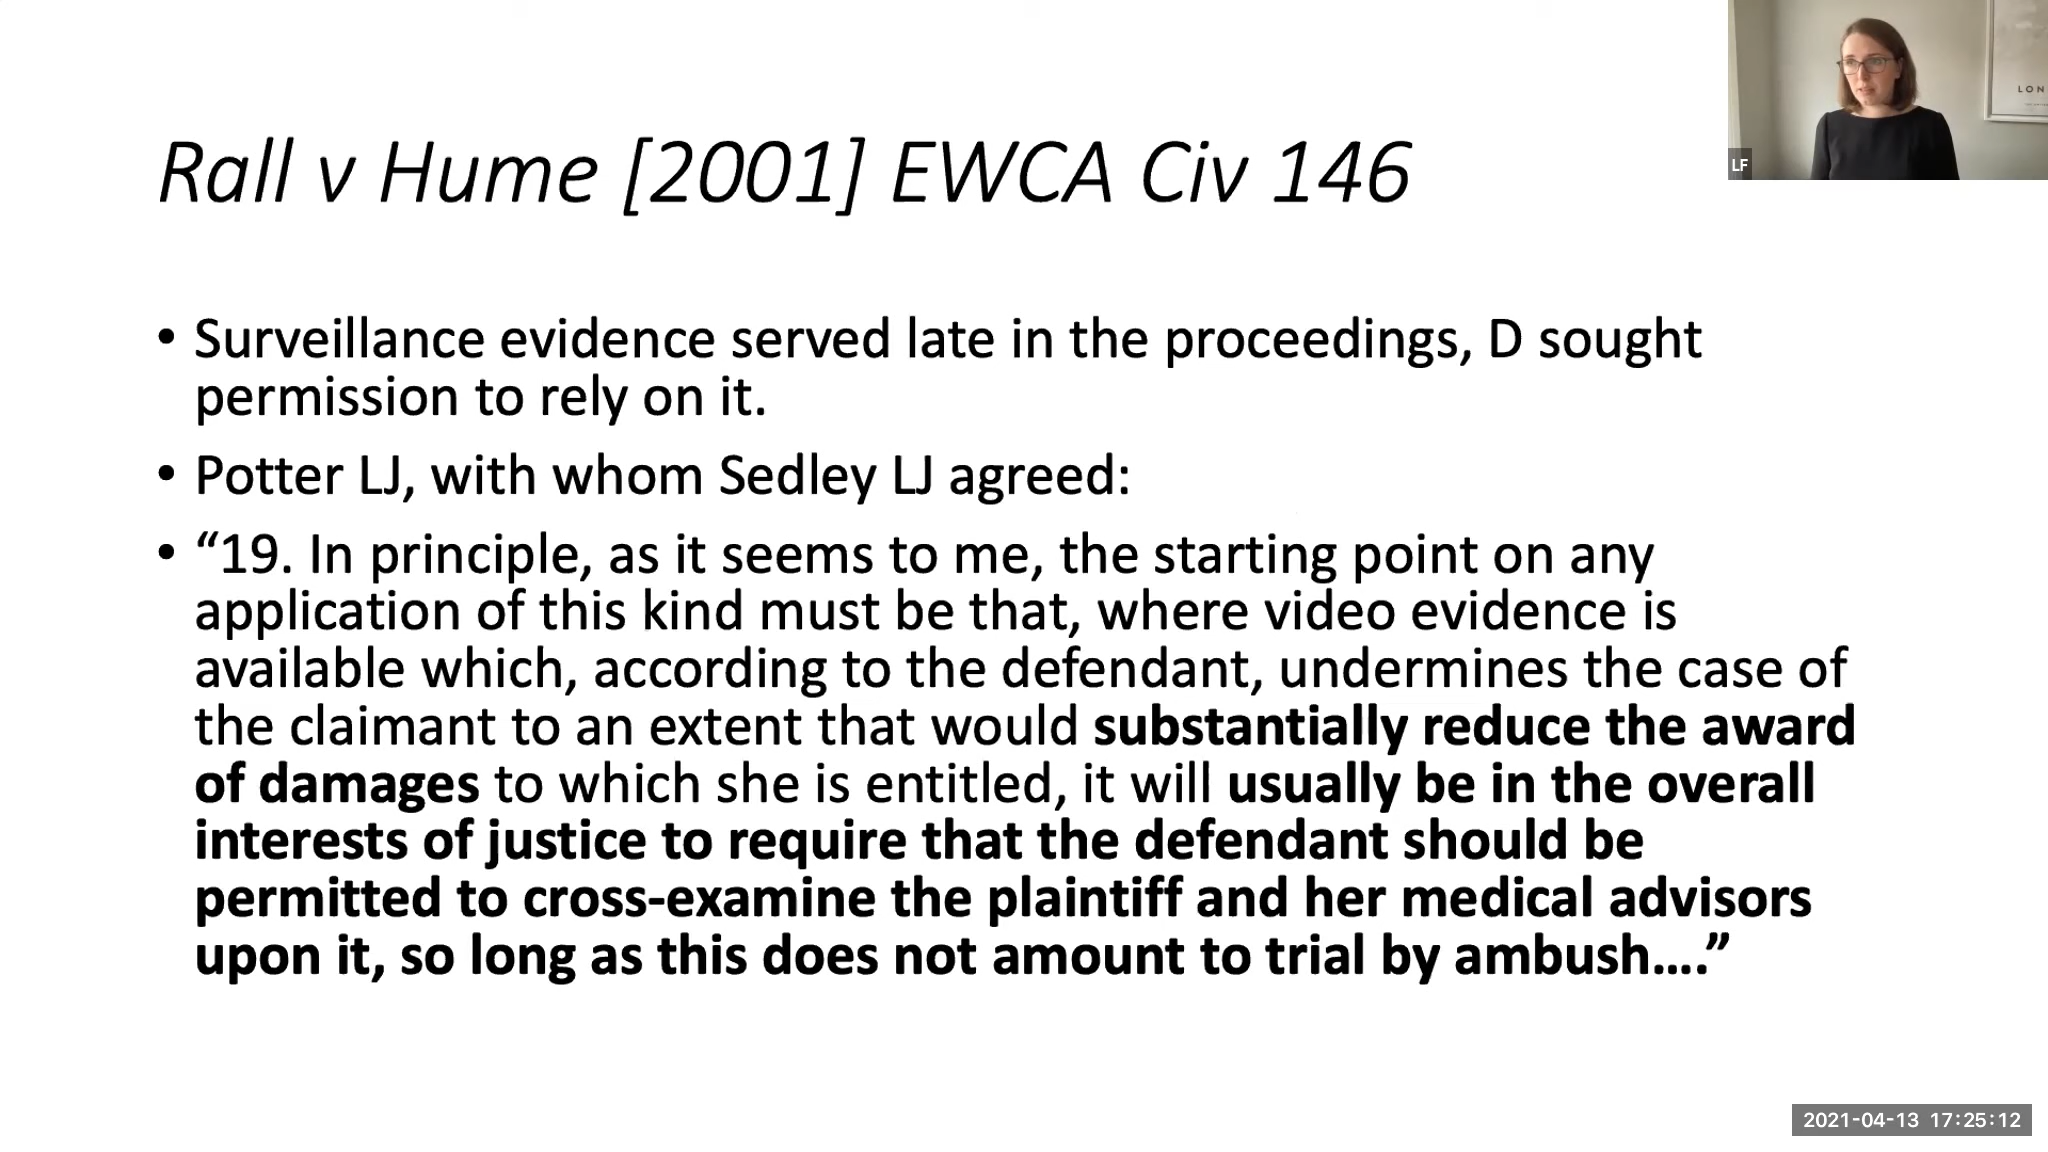 Rall v Hume [2001] EWCA Civ 146
LON
LF
• Surveillance evidence served late in the proceedings, D sought
permission to rely on it.
• Potter LJ, with whom Sedley LJ agreed:
• “19. In principle, as it seems to me, the starting point on any
application of this kind must be that, where video evidence is
available which, according to the defendant, undermines the case of
the claimant to an extent that would substantially reduce the award
of damages to which she is entitled, it will usually be in the overall
interests of justice to require that the defendant should be
permitted to cross-examine the plaintiff and her medical advisors
upon it, so long as this does not amount to trial by ambush….”
2021-04-13 17:25:12